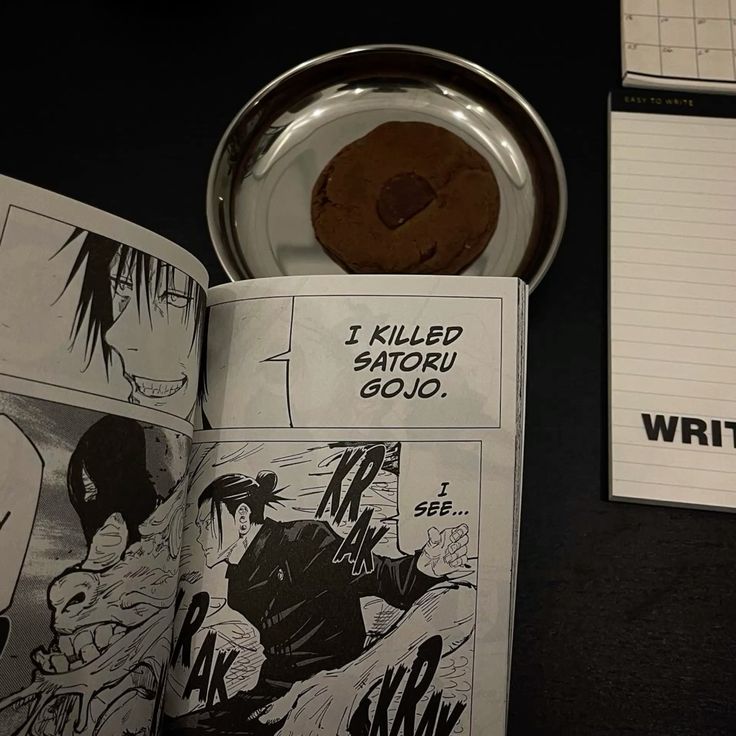 EASY TO WRITE
I KILLED
SATORU
GOJO.
I
SEE...
KRAK
KRAK
KRAK
WRIT